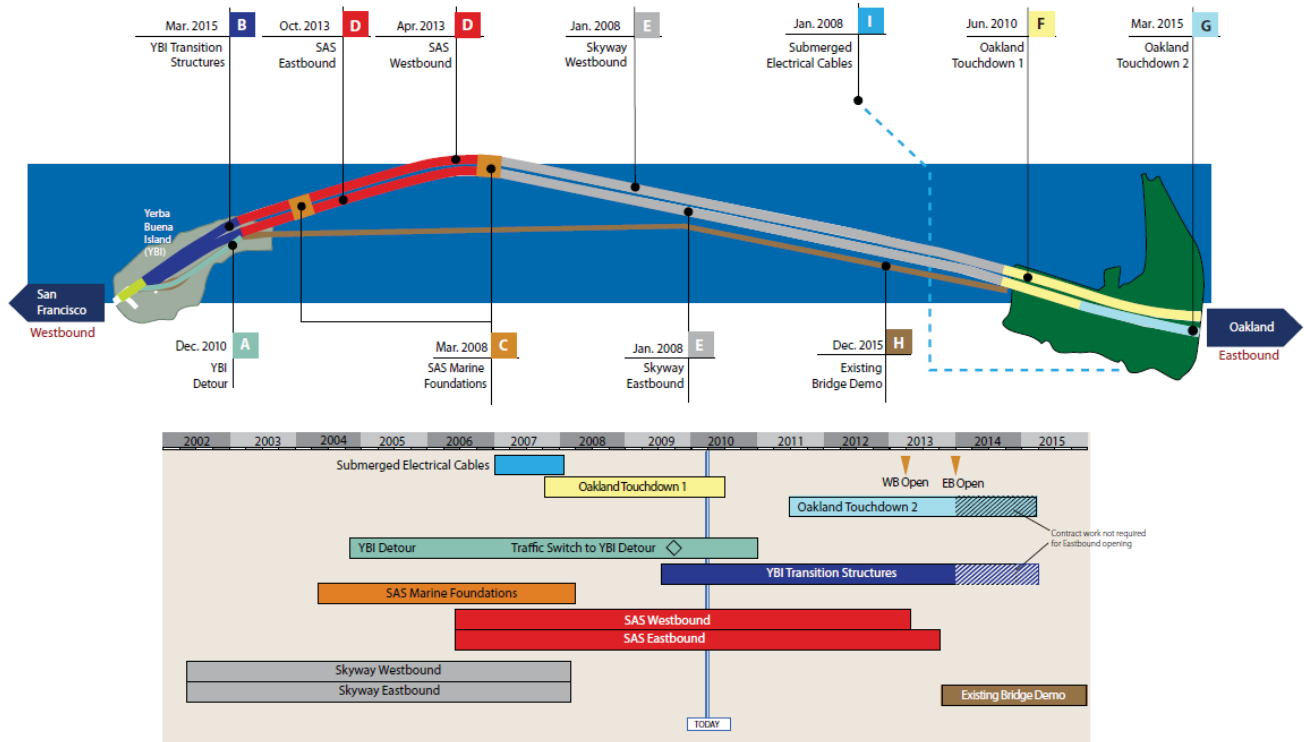 Mar. 2015 B
YBI Transition
Structures
Oct. 2013 D
SAS
Eastbound
Apr. 2013 D
SAS
Westbound
Jan. 2008 E
Skyway
Westbound
Jan. 2008 I
Submerged
Electrical Cables
Jun. 2010 F
Oakland
Touchdown 1
Mar. 2015 G
Oakland
Touchdown 2
Yerba
Buena
Island
(YBI)
San
Francisco
Westbound
Oakland
Eastbound
Dec. 2010 A
YBI
Detour
Mar. 2008 C
SAS Marine
Foundations
Jan. 2008 E
Skyway
Eastbound
Dec. 2015 H
Existing
Bridge Demo
2002 2003 2004 2005 2006 2007 2008 2009 2010 2011 2012 2013 2014 2015
Submerged Electrical Cables
Oakland Touchdown 1
WB Open EB Open
Oakland Touchdown 2
Contract work not required
for Eastbound opening
YBI Detour Traffic Switch to YBI Detour
YBI Transition Structures
SAS Marine Foundations
SAS Westbound
SAS Eastbound
Skyway Westbound
Skyway Eastbound
Existing Bridge Demo
TODAY